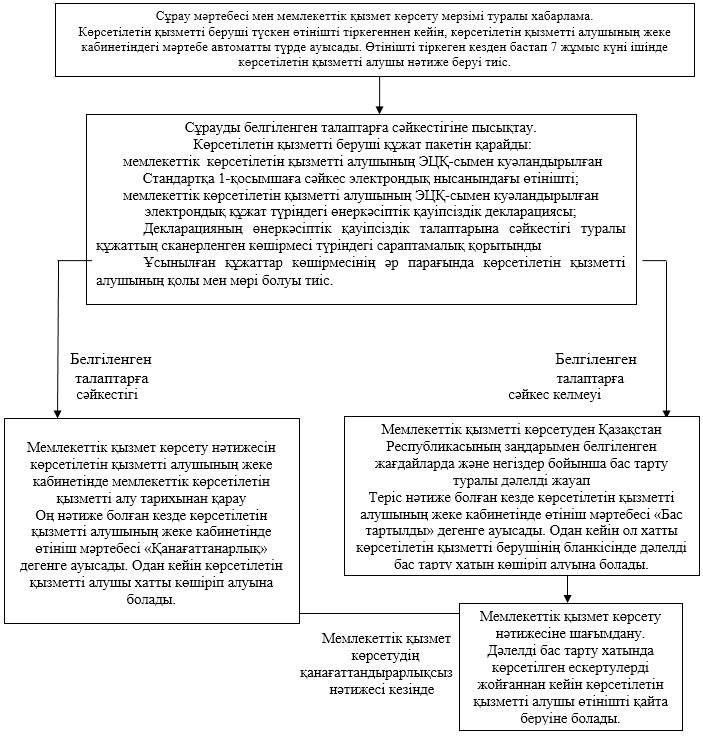 Сұрау мәртебесі мен мемлекеттік қызмет көрсету мерзімі туралы хабарлама.
Көрсетілетін қызметті беруші түскен өтінішті тіркегеннен кейін, көрсетілетін қызметті алушының жеке
кабинетіндегі мәртебе автоматты түрде ауысады. Өтінішті тіркеген кезден бастап 7 жұмыс күні ішінде
көрсетілетін қызметті алушы нәтиже беруі тиіс.
Сұрауды белгіленген талаптарға сәйкестігіне пысықтау.
Көрсетілетін қызметті беруші құжат пакетін қарайды:
мемлекеттік көрсетілетін қызметті алушының ЭЦҚ-сымен куәландырылған
Стандартқа 1-қосымшаға сәйкес электрондық нысанындағы өтінішті;
мемлекеттік көрсетілетін қызметті алушының ЭЦҚ-сымен куәландырылған
электрондық құжат түріндегі өнеркәсіптік қауіпсіздік декларациясы;
Декларацияның өнеркәсіптік қауіпсіздік талаптарына сәйкестігі туралы
құжаттың сканерленген көшірмесі түріндегі сараптамалық қорытынды
Ұсынылған құжаттар көшірмесінің әр парағында көрсетілетін қызметті
алушының қолы мен мөрі болуы тиіс.
Белгіленген
талаптарға
сәйкестігі
Белгіленген
талаптарға
сәйкес келмеуі
Мемлекеттік қызмет көрсету нәтижесін
көрсетілетін қызметті алушының жеке
кабинетінде мемлекеттік көрсетілетін
қызметті алу тарихынан қарау
Оң нәтиже болған кезде көрсетілетін
қызметті алушының жеке кабинетінде
өтініш мәртебесі «Қанағаттанарлық»
дегенге ауысады. Одан кейін көрсетілетін
қызметті алушы хатты көшіріп алуына
болады.
Мемлекеттік қызметті көрсетуден Қазақстан
Республикасының заңдарымен белгіленген
жағдайларда және негіздер бойынша бас тарту
туралы дәлелді жауап
Теріс нәтиже болған кезде көрсетілетін қызметті
алушының жеке кабинетінде өтініш мәртебесі «Бас
тартылды» дегенге ауысады. Одан кейін ол хатты
көрсетілетін қызметті берушінің бланкісінде дәлелді
бас тарту хатын көшіріп алуына болады.
Мемлекеттік қызмет
көрсетудің
қанағаттандырарлықсыз
нәтижесі кезінде
Мемлекеттік қызмет көрсету
нәтижесіне шағымдану.
Дәлелді бас тарту хатында
көрсетілген ескертулерді
жойғаннан кейін көрсетілетін
қызметті алушы өтінішті қайта
беруіне болады.